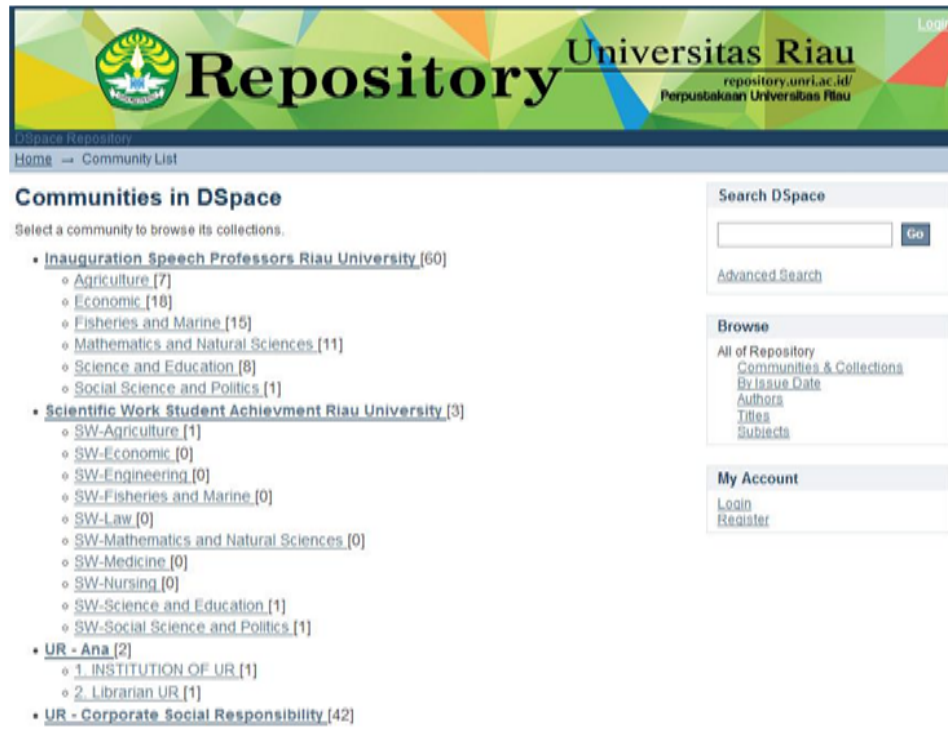 Login
Repository
Universitas Riau
repository.unri.ac.id/
Perpustakaan Universitas Riau
DSpace Repository
Home → Community List
Communities in DSpace
Select a community to browse its collections.
• Inauguration Speech Professors Riau University [60]
Agriculture [7]
Economic [18]
Fisheries and Marine [15]
Mathematics and Natural Sciences [11]
Science and Education [8]
Social Science and Politics [1]
• Scientific Work Student Achievment Riau University [3]
SW-Agriculture [1]
SW-Economic [0]
SW-Engineering [0]
SW-Fisheries and Marine [0]
SW-Law [0]
SW-Mathematics and Natural Sciences [0]
SW-Medicine [0]
SW-Nursing [0]
SW-Science and Education [1]
SW-Social Science and Politics [1]
• UR - Ana [2]
1. INSTITUTION OF UR [1]
2. Librarian UR [1]
• UR - Corporate Social Responsibility [42]
Search DSpace
Go
Advanced Search
Browse
All of Repository
Communities & Collections
By Issue Date
Authors
Titles
Subjects
My Account
Login
Register